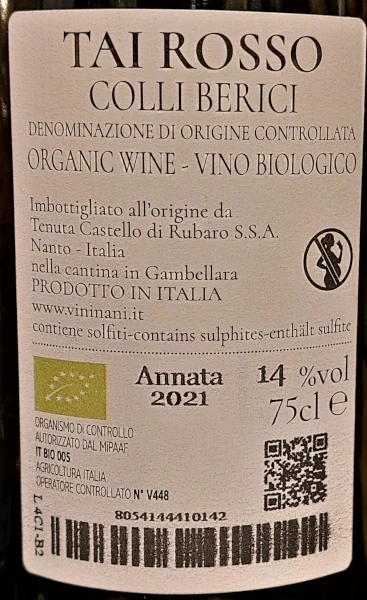 TAI ROSSO
COLLI BERICI
DENOMINAZIONE DI ORIGINE CONTROLLATA
ORGANIC WINE - VINO BIOLOGICO
Imbottigliato all'origine da
Tenuta Castello di Rubaro S.S.A.
Nanto - Italia
nella cantina in Gambellara
PRODOTTO IN ITALIA
www.vininani.it
contiene solfiti-contains sulphites-enthält sulfite
Annata 14 %vol
2021 75cl e
ORGANISMO DI CONTROLLO
AUTORIZZATO DAL MiPAAF
IT BIO 005
AGRICOLTURA ITALIA
OPERATORE CONTROLLATO N° V448
8054144410142
L 4C1-B2